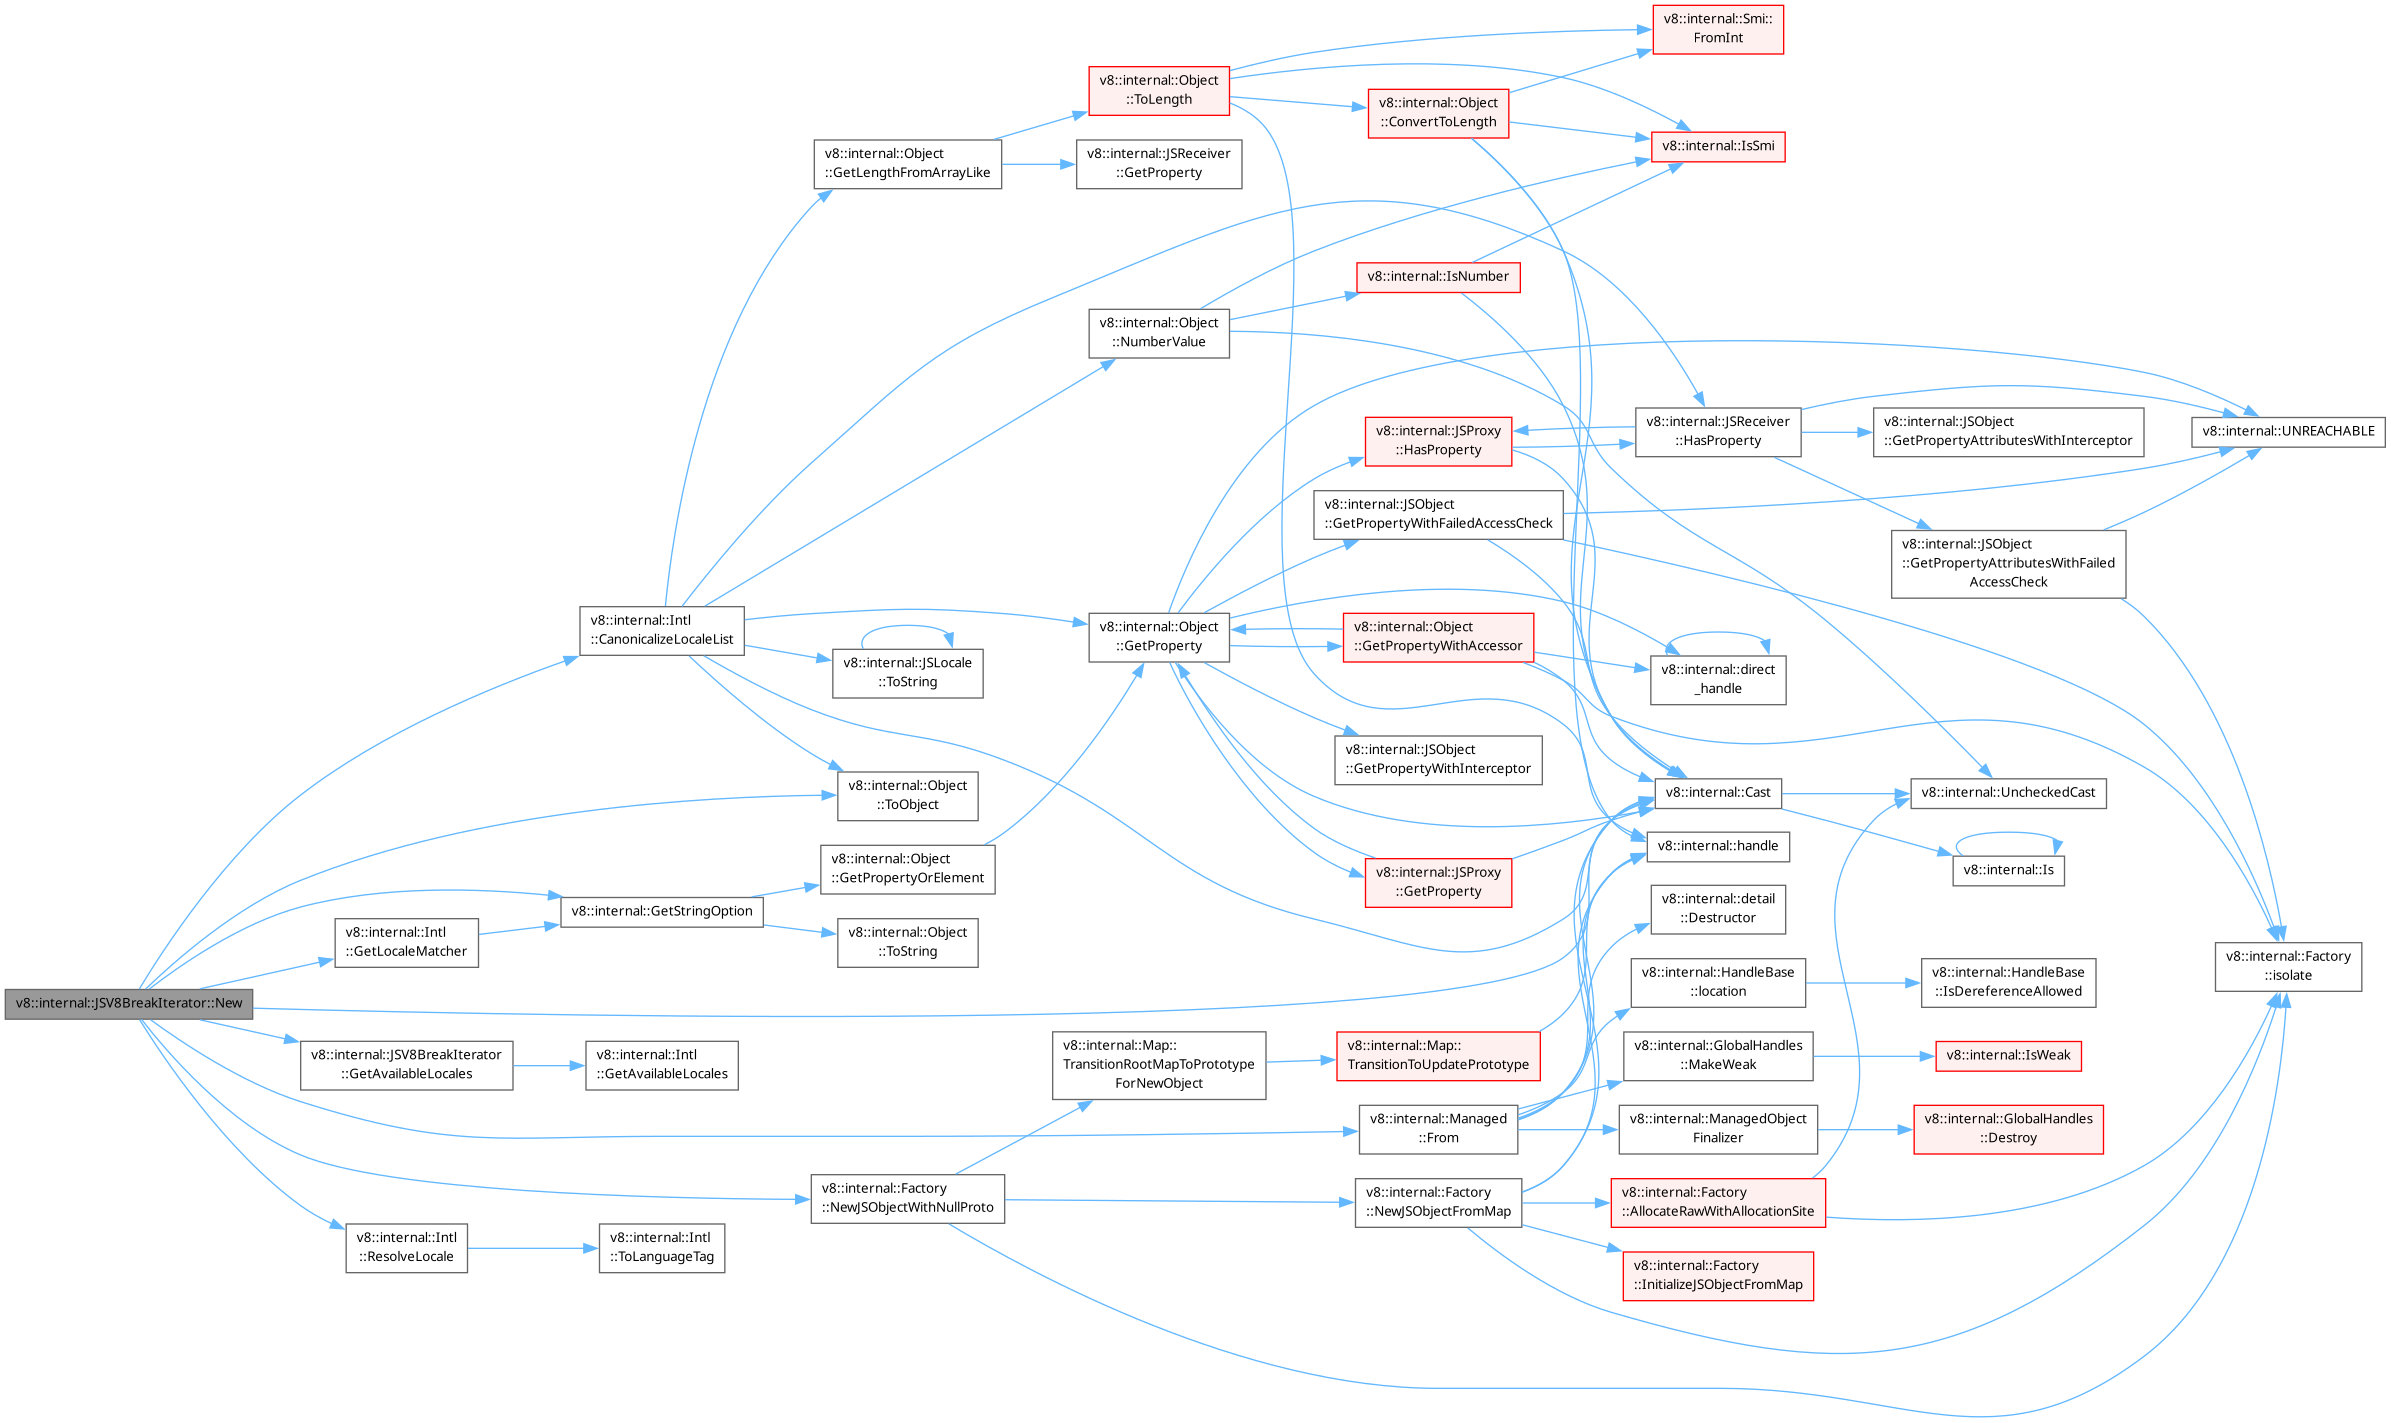 v8::internal::JSV8BreakIterator::New
v8::internal::Intl
::CanonicalizeLocaleList
v8::internal::Object
::ToObject
v8::internal::GetStringOption
v8::internal::Intl
::GetLocaleMatcher
v8::internal::JSV8BreakIterator
::GetAvailableLocales
v8::internal::Intl
::GetAvailableLocales
v8::internal::Intl
::ResolveLocale
v8::internal::Intl
::ToLanguageTag
v8::internal::Object
::GetLengthFromArrayLike
v8::internal::JSLocale
::ToString
v8::internal::Object
::GetPropertyOrElement
v8::internal::Object
::ToString
v8::internal::Factory
::NewJSObjectWithNullProto
v8::internal::Object
::ToLength
v8::internal::JSReceiver
::GetProperty
v8::internal::Object
::NumberValue
v8::internal::Object
::GetProperty
v8::internal::Map::
TransitionRootMapToPrototype
ForNewObject
v8::internal::Object
::ConvertToLength
v8::internal::IsNumber
v8::internal::JSProxy
::HasProperty
v8::internal::JSObject
::GetPropertyWithFailedAccessCheck
v8::internal::Object
::GetPropertyWithAccessor
v8::internal::JSObject
::GetPropertyWithInterceptor
v8::internal::JSProxy
::GetProperty
v8::internal::Map::
TransitionToUpdatePrototype
v8::internal::Managed
::From
v8::internal::Factory
::NewJSObjectFromMap
v8::internal::Smi::
FromInt
v8::internal::IsSmi
v8::internal::JSReceiver
::HasProperty
v8::internal::direct
_handle
v8::internal::Cast
v8::internal::handle
v8::internal::detail
::Destructor
v8::internal::HandleBase
::location
v8::internal::GlobalHandles
::MakeWeak
v8::internal::ManagedObject
Finalizer
v8::internal::Factory
::AllocateRawWithAllocationSite
v8::internal::Factory
::InitializeJSObjectFromMap
v8::internal::JSObject
::GetPropertyAttributesWithInterceptor
v8::internal::JSObject
::GetPropertyAttributesWithFailed
AccessCheck
v8::internal::UncheckedCast
v8::internal::Is
v8::internal::HandleBase
::IsDereferenceAllowed
v8::internal::IsWeak
v8::internal::GlobalHandles
::Destroy
v8::internal::UNREACHABLE
v8::internal::Factory
::isolate